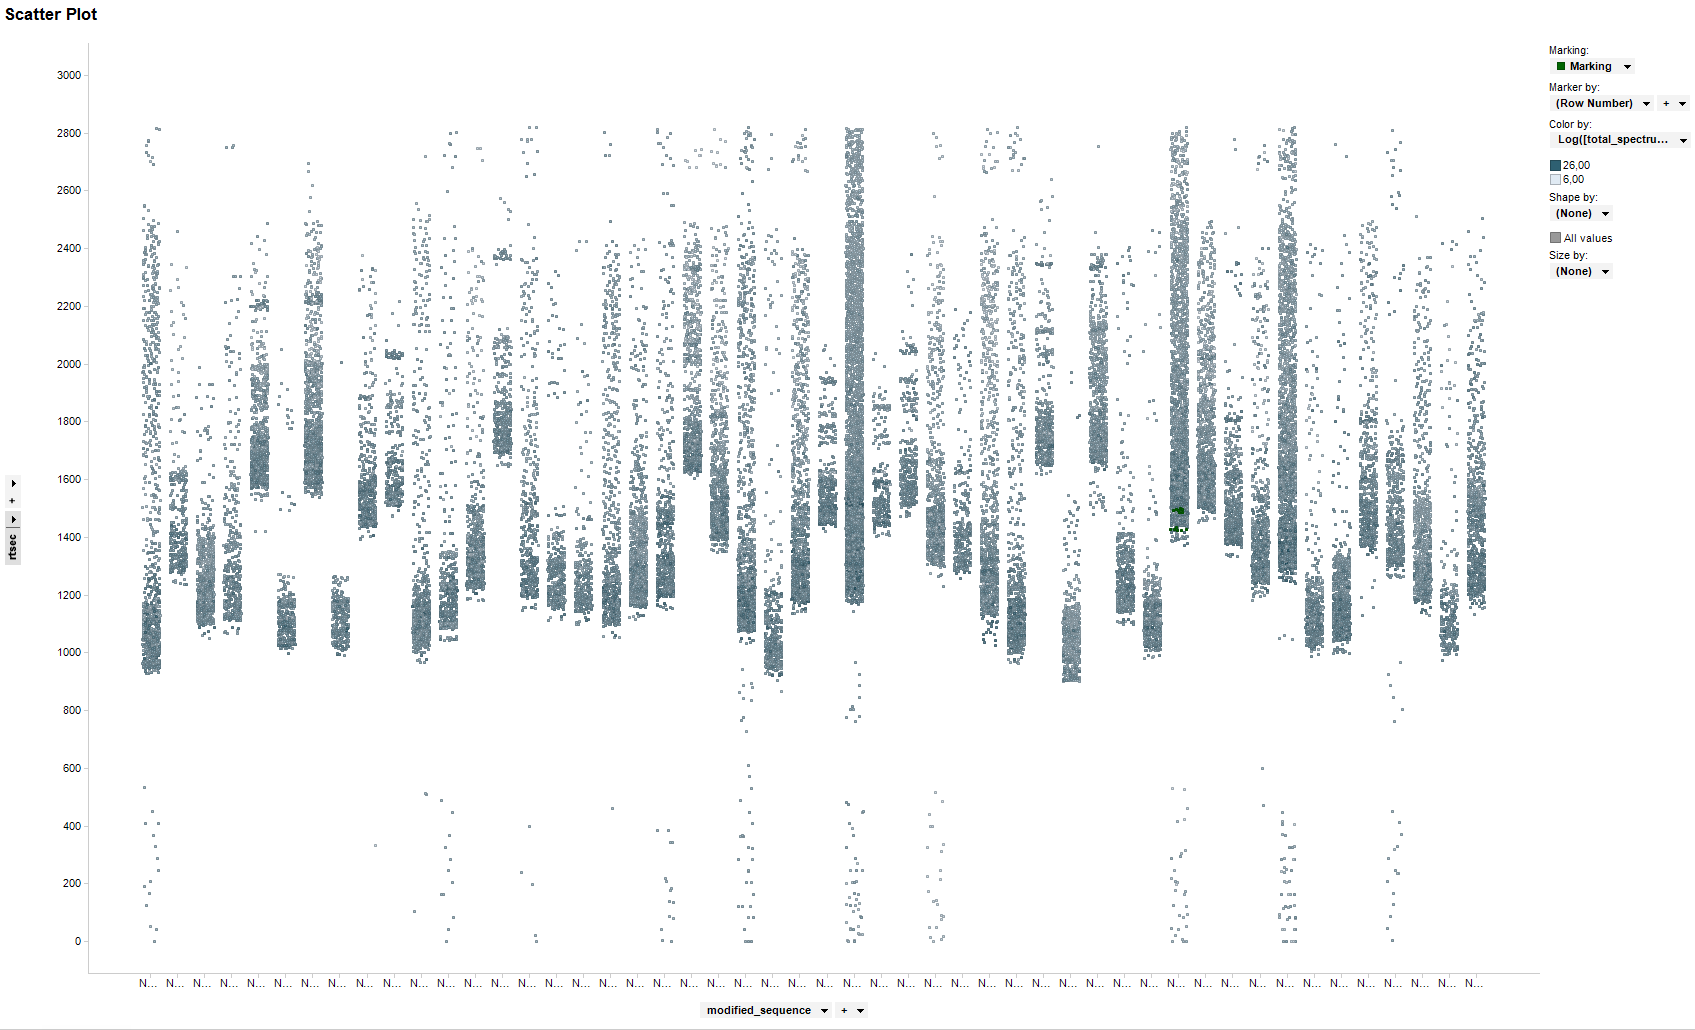 Scatter Plot
Marking:
Marking
Marker by:
(Row Number) +
Color by:
Log([total_spectru...
26,00
6,00
Shape by:
(None)
All values
Size by:
(None)
3000
2800
2600
2400
2200
2000
1800
1600
1400
1200
1000
800
600
400
200
0
+
rtsec
N... N... N... N... N... N... N... N... N... N... N... N... N... N... N... N... N... N... N... N... N... N... N... N... N... N... N... N... N... N... N... N... N... N... N... N... N... N... N... N... N... N... N... N... N... N... N... N... N... N...
modified_sequence +